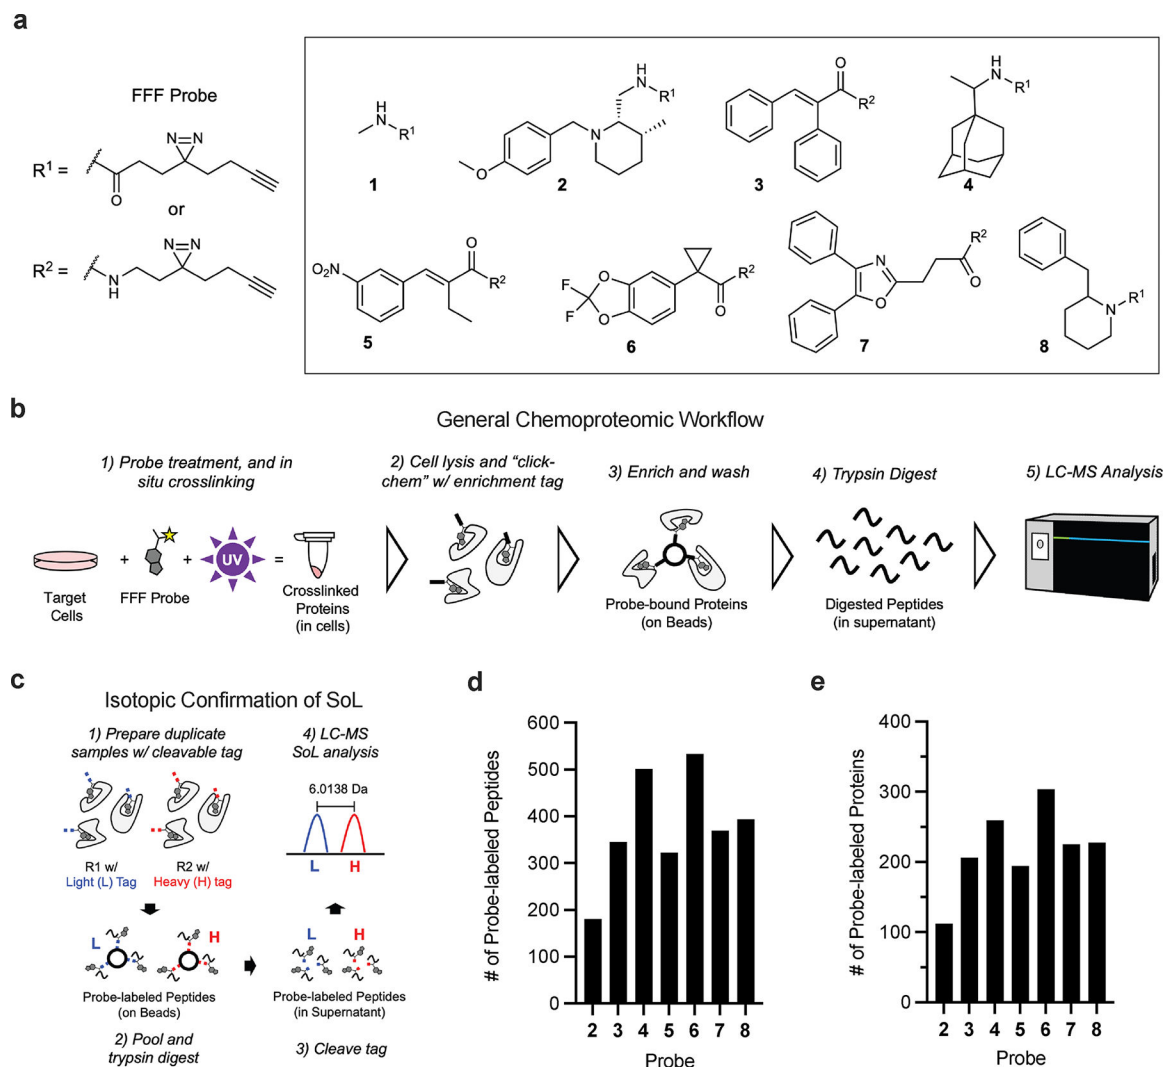 a
FFF Probe
R1 =
N=N
O
or
R2 =
N=N
N
H
H
N
R1
1
H
N
R1
N
O
2
O
R2
3
H
N
R1
4
O2N
O
R2
5
F
F
O
O
O
R2
6
N
O
R2
O
7
N
R1
8
b
General Chemoproteomic Workflow
1) Probe treatment, and in
situ crosslinking
2) Cell lysis and “click-
chem” w/ enrichment tag
3) Enrich and wash
4) Trypsin Digest
5) LC-MS Analysis
+
+
UV
=
Target
Cells
FFF Probe
Crosslinked
Proteins
(in cells)
Probe-bound Proteins
(on Beads)
Digested Peptides
(in supernatant)
c
Isotopic Confirmation of SoL
1) Prepare duplicate
samples w/ cleavable tag
4) LC-MS
SoL analysis
6.0138 Da
L
H
R1 w/
Light (L) Tag
R2 w/
Heavy (H) tag
L
H
L
H
Probe-labeled Peptides
(on Beads)
Probe-labeled Peptides
(in Supernatant)
2) Pool and
trypsin digest
3) Cleave tag
d
# of Probe-labeled Peptides
600
500
400
300
200
100
0
2 3 4 5 6 7 8
Probe
e
# of Probe-labeled Proteins
400
300
200
100
0
2 3 4 5 6 7 8
Probe